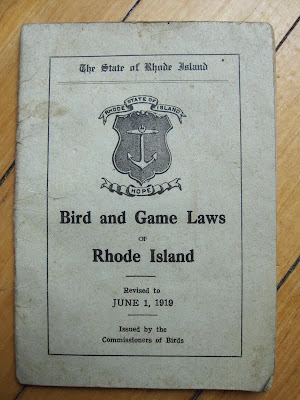 The State of Rhode Island
RHODE STATE OF ISLAND
HOPE
Bird and Game Laws
OF
Rhode Island
Revised to
JUNE 1, 1919
Issued by the
Commissioners of Birds